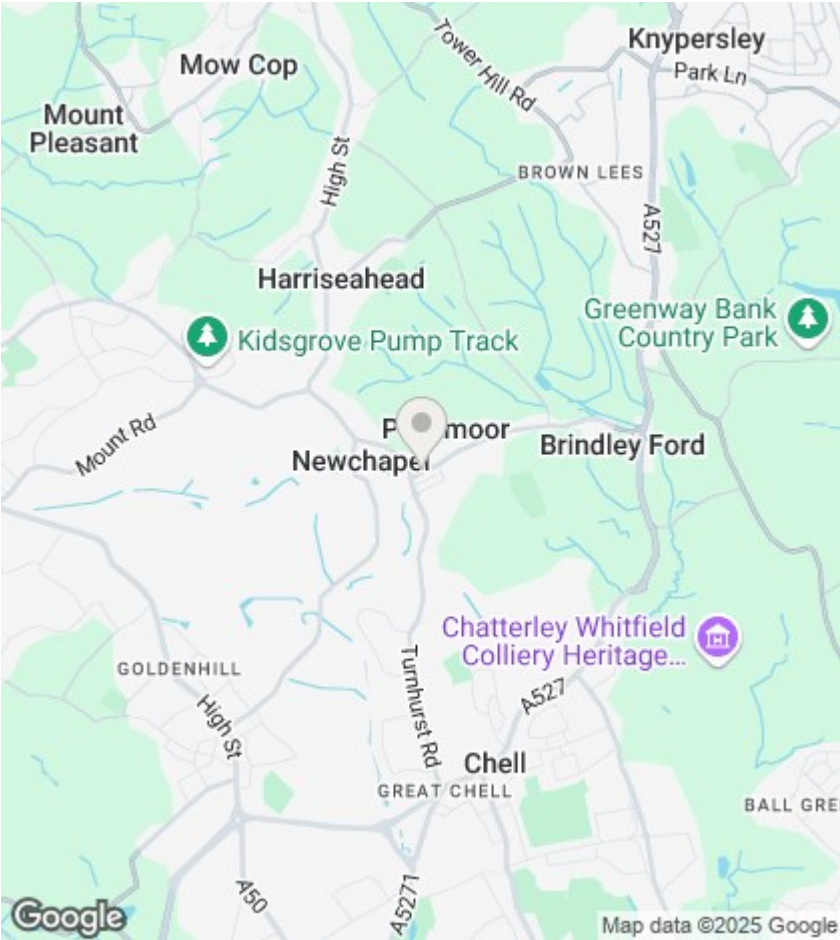 Knypersley
Tower Hill Rd
Mow Cop
Park Ln
Mount
Pleasant
High St
BROWN LEES
A527
Harriseahead
Greenway Bank
Country Park
Kidsgrove Pump Track
Mount Rd
moor
Newchapel
Brindley Ford
Chatterley Whitfield
Colliery Heritage...
GOLDENHILL
Turnhurst Rd
A527
High St
Chell
GREAT CHELL
BALL GRE
A50
A5271
Google
Map data ©2025 Google